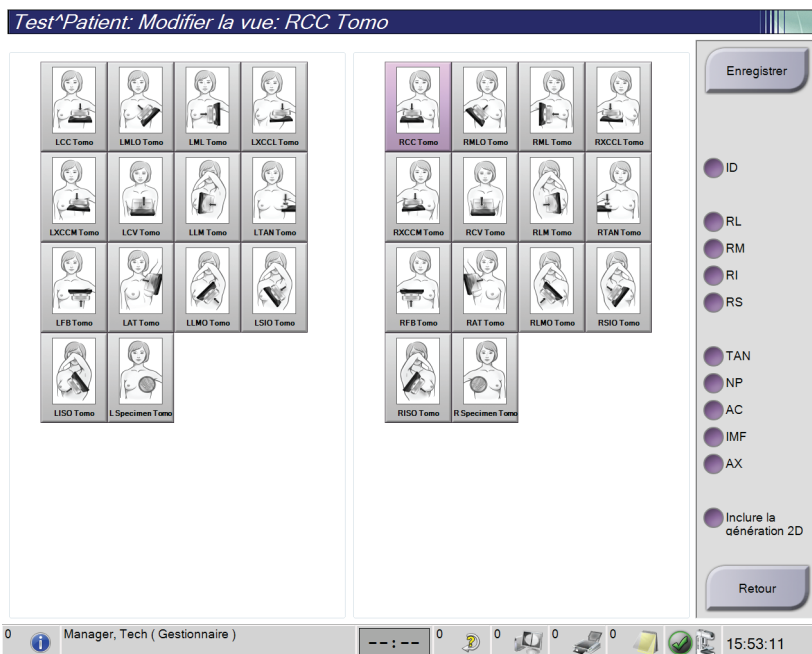 Test^Patient: Modifier la vue: RCC Tomo
LCC Tomo LMLO Tomo LML Tomo LXCCL Tomo
LXCCM Tomo LCV Tomo LLM Tomo LTAN Tomo
LFB Tomo LAT Tomo LLMO Tomo LSIO Tomo
LISO Tomo L Specimen Tomo
RCC Tomo RMLO Tomo RML Tomo RXCCL Tomo
RXCCM Tomo RCV Tomo RLM Tomo RTAN Tomo
RFB Tomo RAT Tomo RLMO Tomo RSIO Tomo
RISO Tomo R Specimen Tomo
Enregistrer
ID
RL
RM
RI
RS
TAN
NP
AC
IMF
AX
Inclure la
génération 2D
Retour
0 Manager, Tech ( Gestionnaire ) --:-- 0 0 0 0 15:53:11